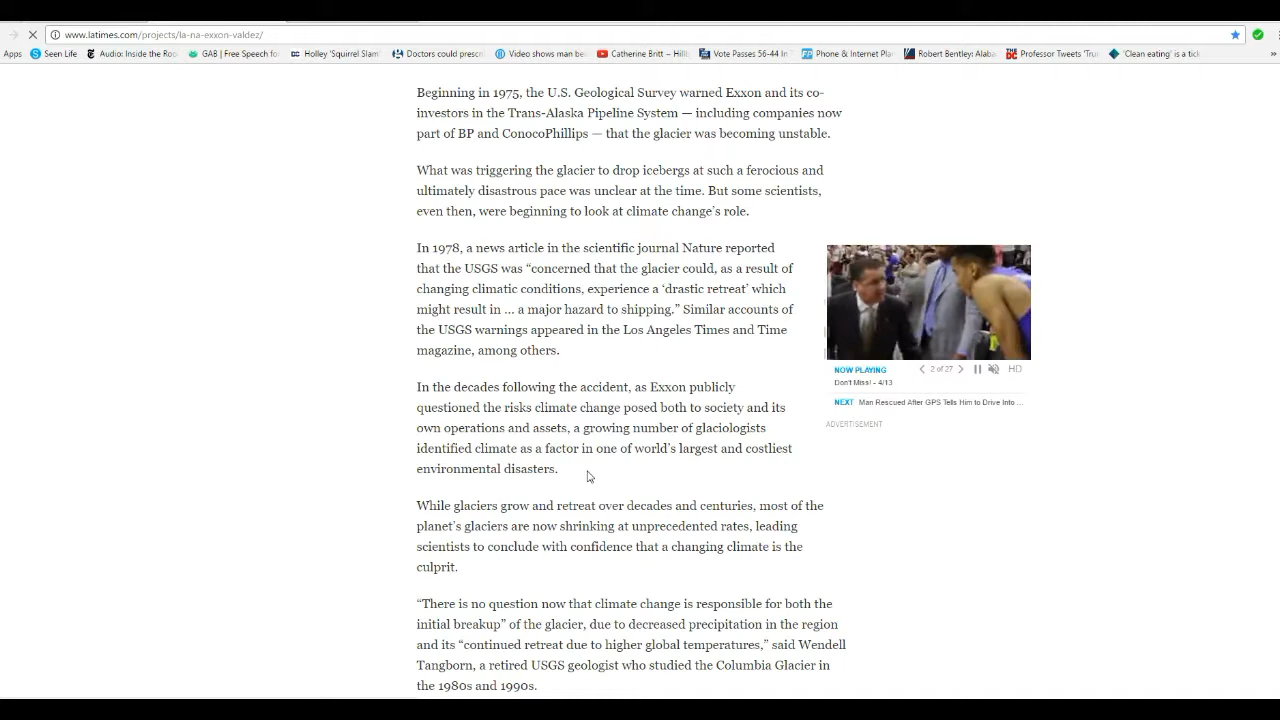 www.latimes.com/projects/la-na-exxon-valdez/
Apps Seen Life Audio: Inside the Roo GAB | Free Speech fo Holley 'Squirrel Slam' Doctors could prescri Video shows man bea Catherine Britt – Hillb Vote Passes 56-44 In Phone & Internet Pla Robert Bentley: Alaba Professor Tweets 'Tru 'Clean eating' is a tick »
Beginning in 1975, the U.S. Geological Survey warned Exxon and its co-
investors in the Trans-Alaska Pipeline System — including companies now
part of BP and ConocoPhillips — that the glacier was becoming unstable.
What was triggering the glacier to drop icebergs at such a ferocious and
ultimately disastrous pace was unclear at the time. But some scientists,
even then, were beginning to look at climate change’s role.
In 1978, a news article in the scientific journal Nature reported
that the USGS was “concerned that the glacier could, as a result of
changing climatic conditions, experience a ‘drastic retreat’ which
might result in ... a major hazard to shipping.” Similar accounts of
the USGS warnings appeared in the Los Angeles Times and Time
magazine, among others.
NOW PLAYING 2 of 27 HD
Don't Miss! - 4/13
NEXT Man Rescued After GPS Tells Him to Drive Into ...
ADVERTISEMENT
In the decades following the accident, as Exxon publicly
questioned the risks climate change posed both to society and its
own operations and assets, a growing number of glaciologists
identified climate as a factor in one of world’s largest and costliest
environmental disasters.
While glaciers grow and retreat over decades and centuries, most of the
planet’s glaciers are now shrinking at unprecedented rates, leading
scientists to conclude with confidence that a changing climate is the
culprit.
“There is no question now that climate change is responsible for both the
initial breakup” of the glacier, due to decreased precipitation in the region
and its “continued retreat due to higher global temperatures,” said Wendell
Tangborn, a retired USGS geologist who studied the Columbia Glacier in
the 1980s and 1990s.